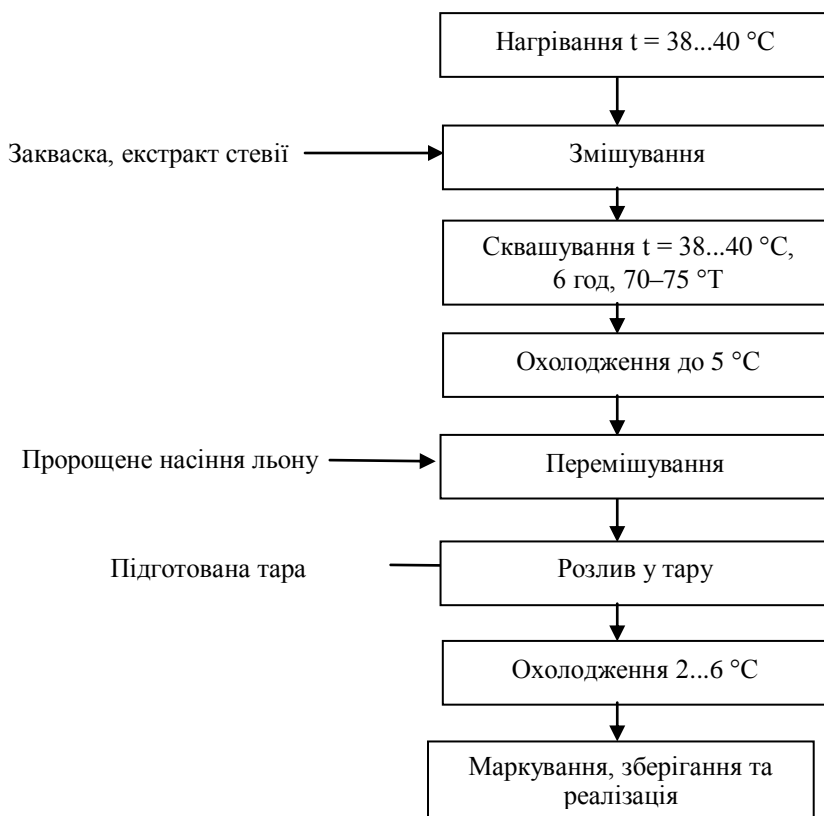 Нагрівання t = 38...40 °С
Закваска, екстракт стевії
Змішування
Сквашування t = 38...40 °С,
6 год, 70–75 °Т
Охолодження до 5 °С
Пророщене насіння льону
Перемішування
Підготована тара
Розлив у тару
Охолодження 2...6 °С
Маркування, зберігання та
реалізація